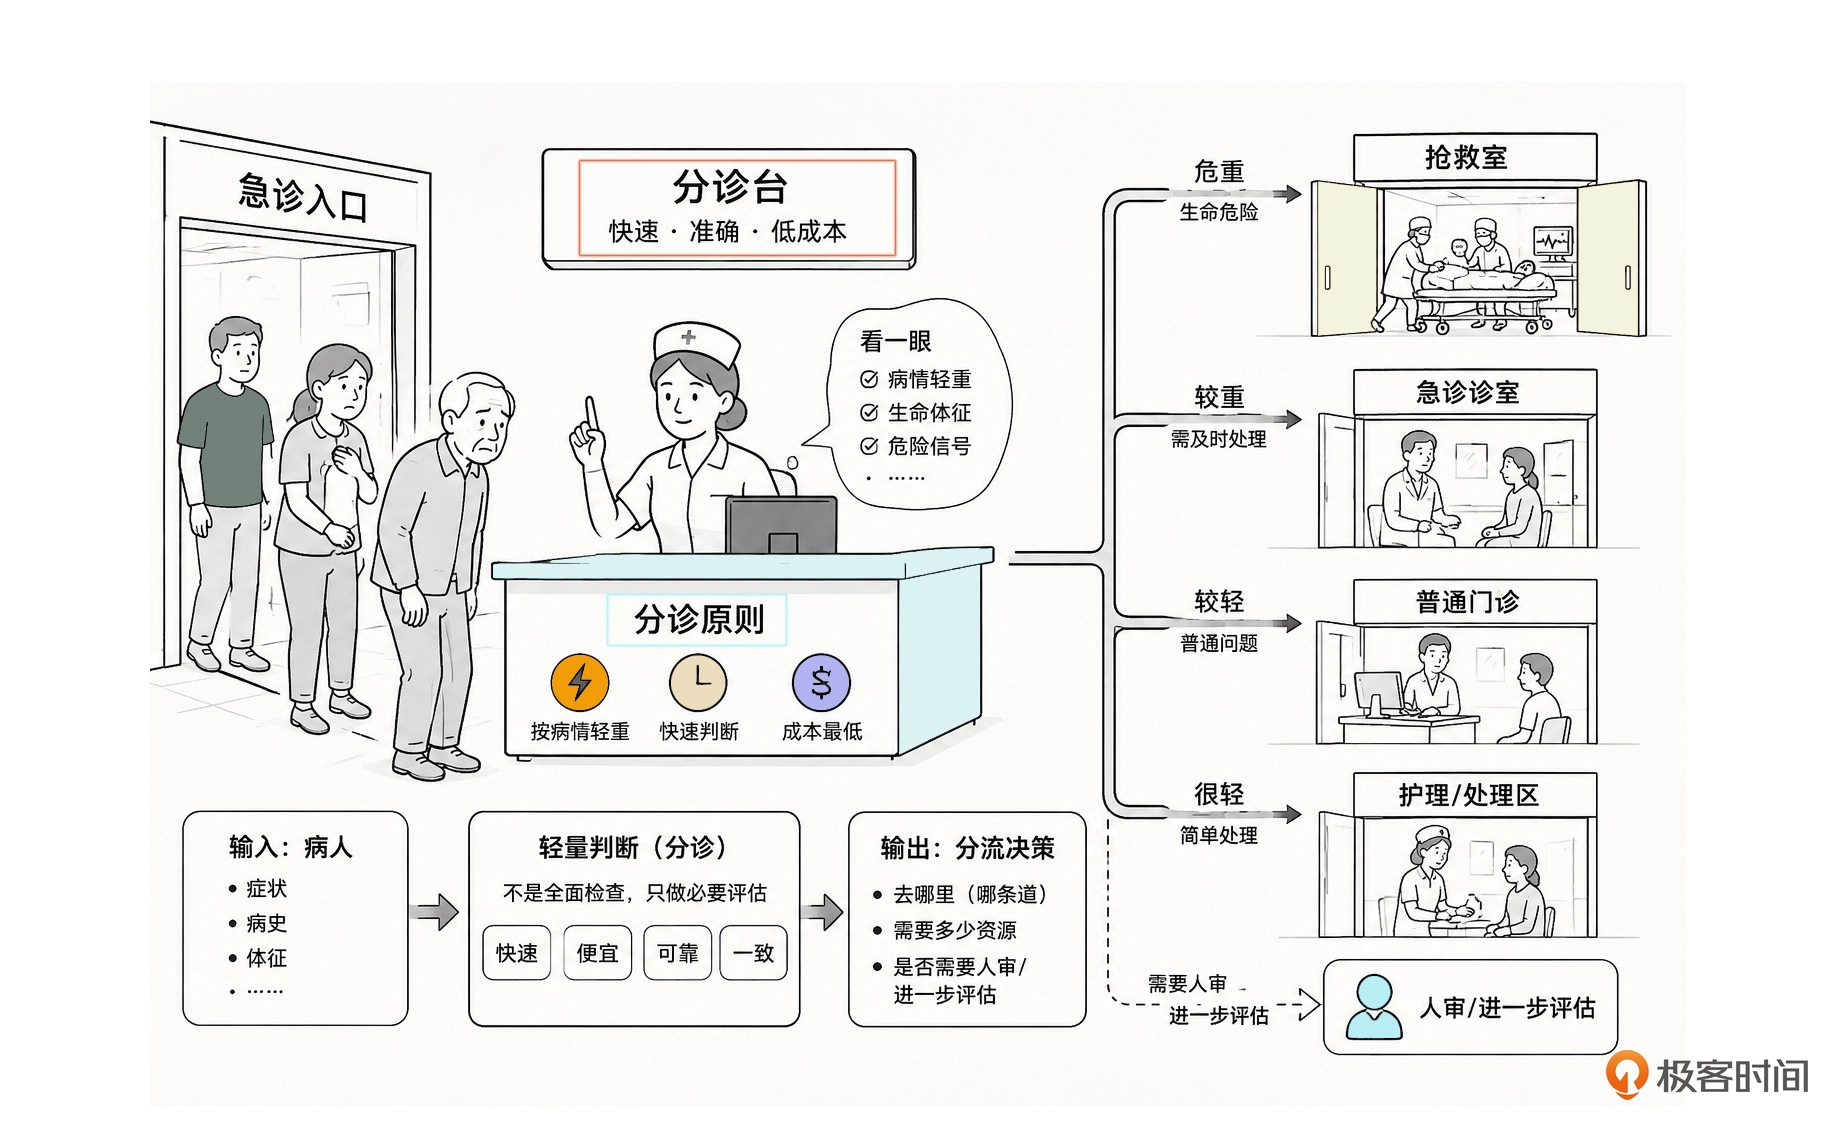 急诊入口
分诊台
快速 · 准确 · 低成本
看一眼
病情轻重
生命体征
危险信号
· ……
分诊原则
按病情轻重
快速判断
成本最低
危重
生命危险
抢救室
较重
需及时处理
急诊诊室
较轻
普通问题
普通门诊
很轻
简单处理
护理/处理区
需要人审
进一步评估
人审/进一步评估
输入：病人
• 症状
• 病史
• 体征
· ……
轻量判断（分诊）
不是全面检查，只做必要评估
快速
便宜
可靠
一致
输出：分流决策
• 去哪里（哪条道）
• 需要多少资源
• 是否需要人审/
进一步评估
极客时间